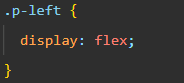 .p-left {
display: flex;
}